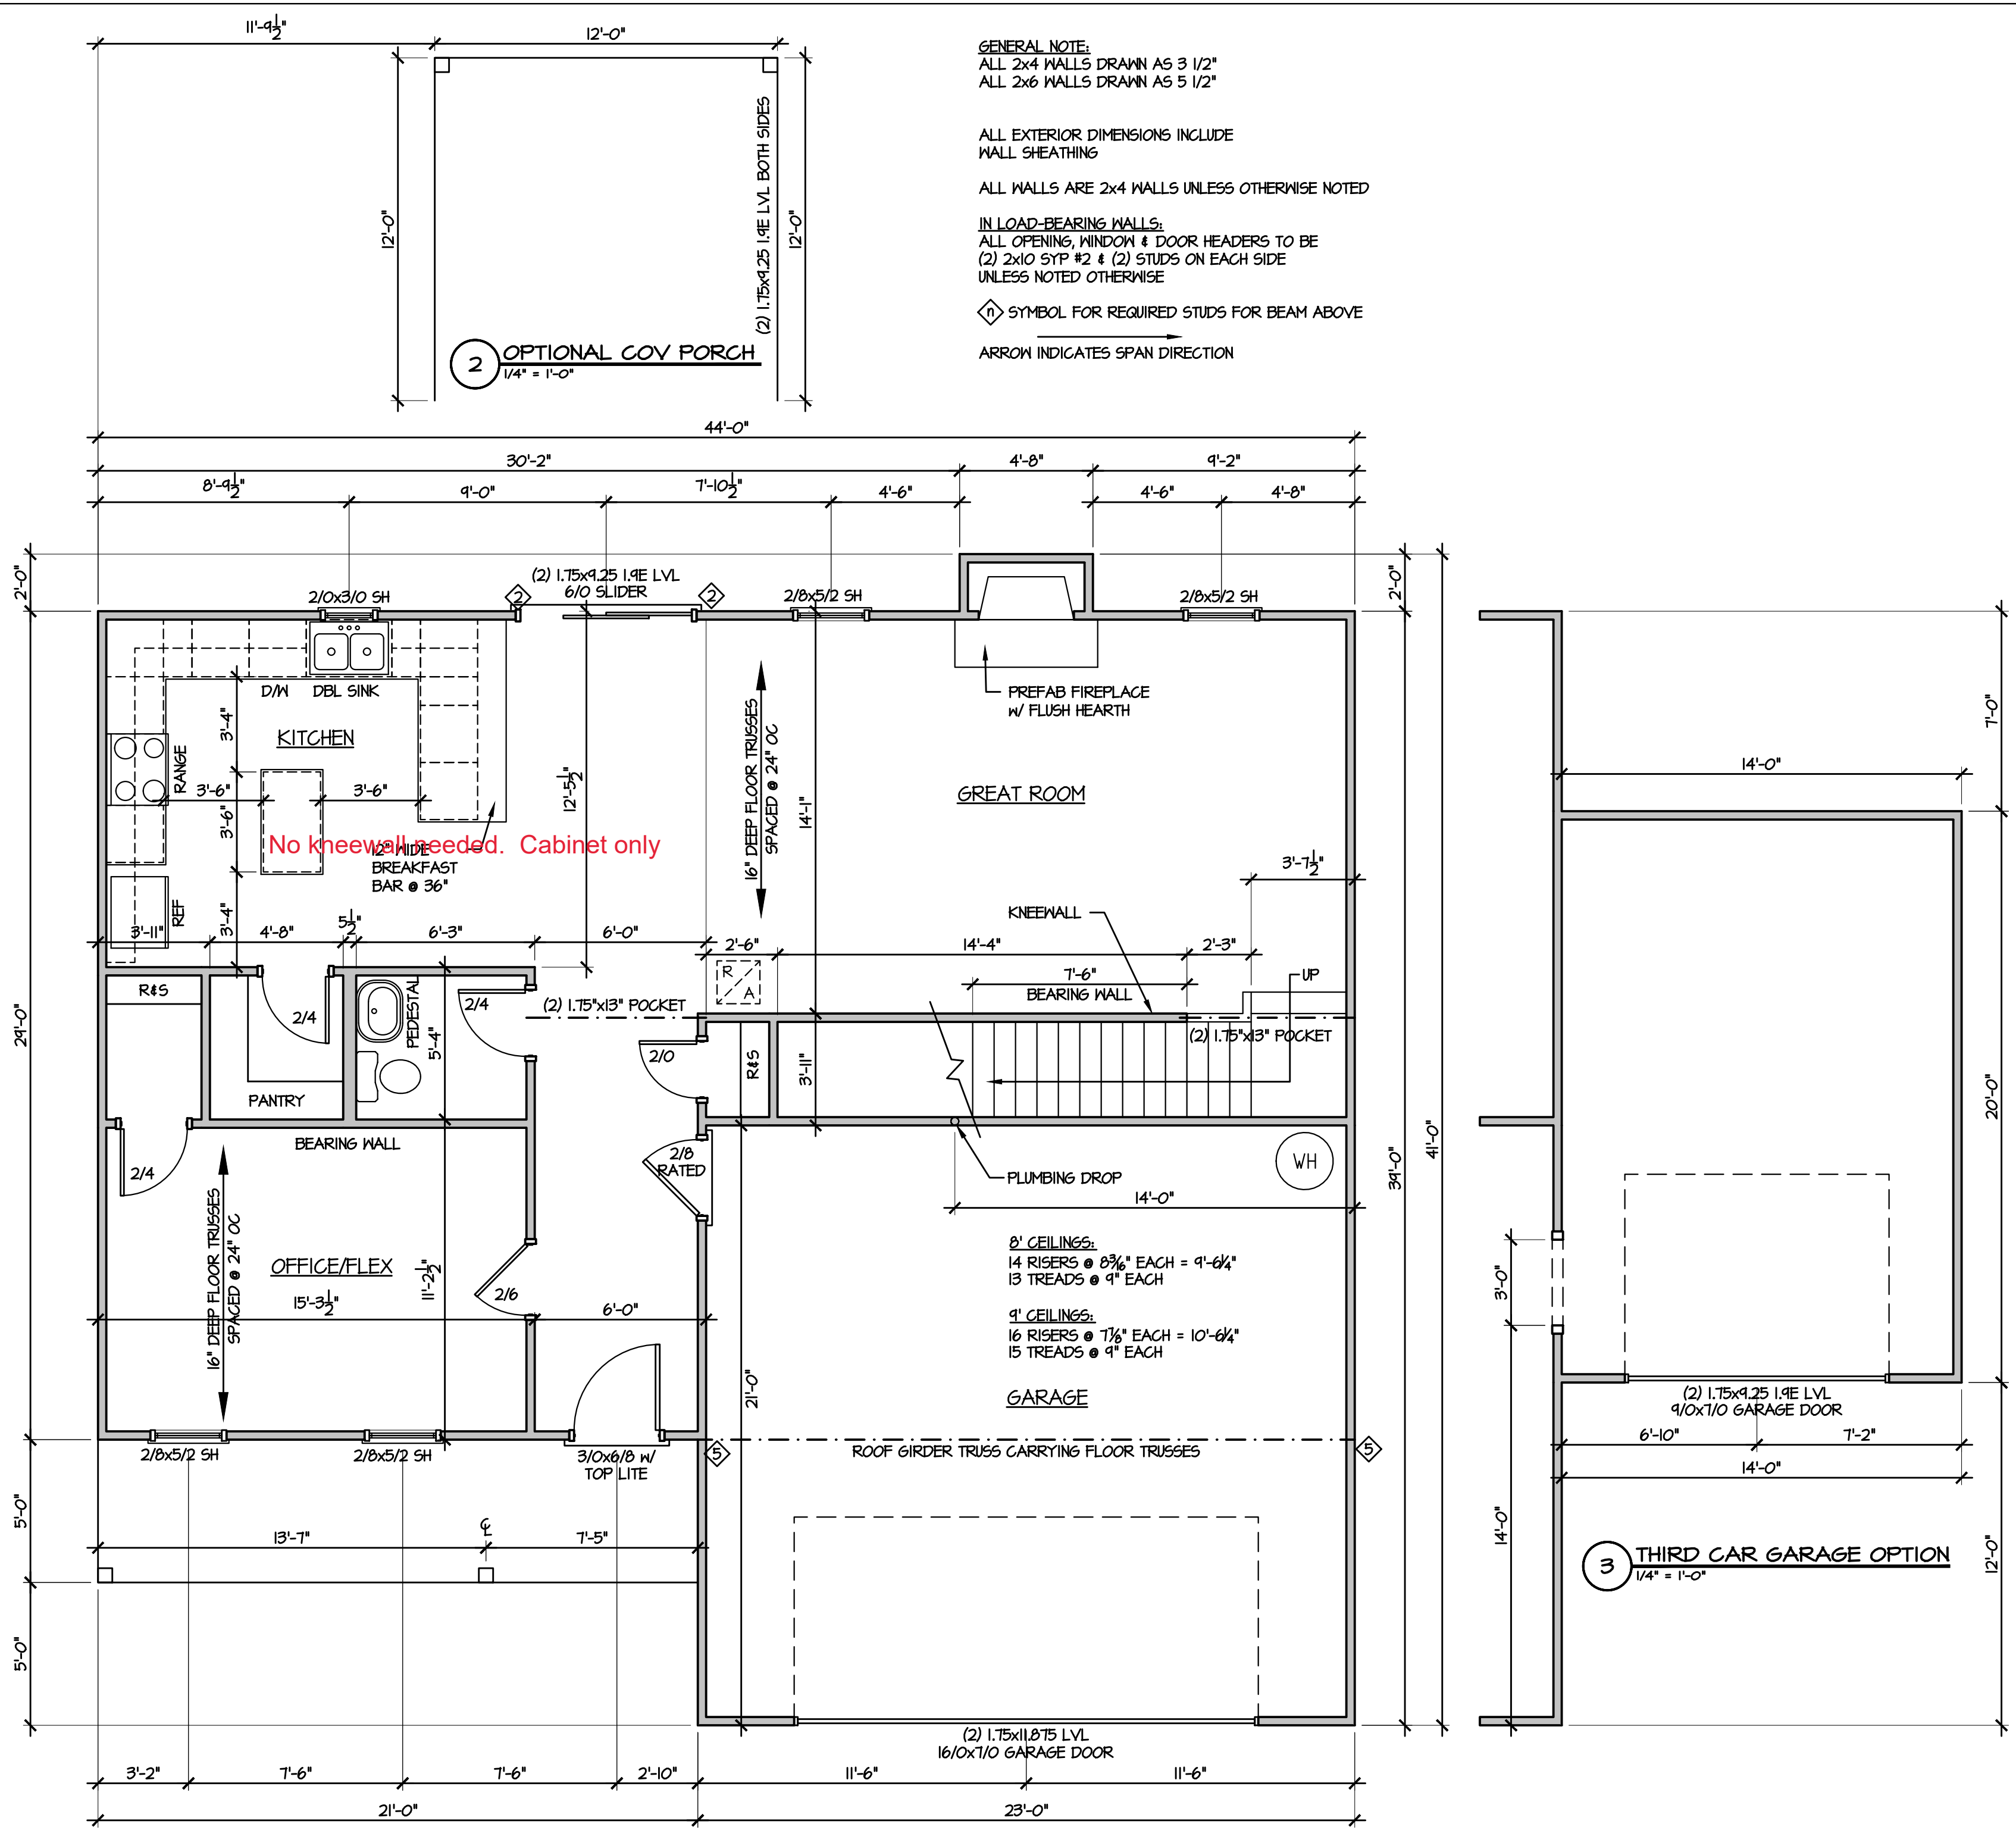 11'-9 1/2"
12'-0"
12'-0"
(2) 1.75x9.25 1.9E LVL BOTH SIDES
12'-0"
2
OPTIONAL COV PORCH
1/4" = 1'-0"
GENERAL NOTE:
ALL 2x4 WALLS DRAWN AS 3 1/2"
ALL 2x6 WALLS DRAWN AS 5 1/2"
ALL EXTERIOR DIMENSIONS INCLUDE
WALL SHEATHING
ALL WALLS ARE 2x4 WALLS UNLESS OTHERWISE NOTED
IN LOAD-BEARING WALLS:
ALL OPENING, WINDOW & DOOR HEADERS TO BE
(2) 2x10 SYP #2 & (2) STUDS ON EACH SIDE
UNLESS NOTED OTHERWISE
n SYMBOL FOR REQUIRED STUDS FOR BEAM ABOVE
ARROW INDICATES SPAN DIRECTION
44'-0"
30'-2"
4'-8"
9'-2"
8'-9 1/2"
9'-0"
7'-10 1/2"
4'-6"
4'-6"
4'-8"
2'-0"
2'-0"
2/0x3/0 SH
2
(2) 1.75x9.25 1.9E LVL
6/0 SLIDER
2
2/8x5/2 SH
2/8x5/2 SH
D/W
DBL SINK
KITCHEN
3'-4"
RANGE
3'-6"
3'-6"
3'-6"
12'-5 1/2"
16" DEEP FLOOR TRUSSES
SPACED @ 24" OC
14'-1"
PREFAB FIREPLACE
w/ FLUSH HEARTH
GREAT ROOM
No kneewall needed.  Cabinet only
12" WIDE
BREAKFAST
BAR @ 36"
REF
3'-4"
3'-7 1/2"
KNEEWALL
3'-11"
4'-8"
5 1/2"
6'-3"
6'-0"
2'-6"
14'-4"
2'-3"
R
A
7'-6"
UP
BEARING WALL
R&S
2/4
PEDESTAL
2/4
(2) 1.75"x13" POCKET
(2) 1.75"x13" POCKET
5'-4"
2/0
R&S
3'-11"
PANTRY
29'-0"
39'-0"
41'-0"
BEARING WALL
2/4
2/8
RATED
PLUMBING DROP
WH
14'-0"
16" DEEP FLOOR TRUSSES
SPACED @ 24" OC
OFFICE/FLEX
15'-3 1/2"
11'-2 1/2"
2/6
6'-0"
8' CEILINGS:
14 RISERS @ 8 3/16" EACH = 9'-6 1/4"
13 TREADS @ 9" EACH
9' CEILINGS:
16 RISERS @ 7 7/8" EACH = 10'-6 1/4"
15 TREADS @ 9" EACH
21'-0"
GARAGE
2/8x5/2 SH
2/8x5/2 SH
3/0x6/8 w/
TOP LITE
5
ROOF GIRDER TRUSS CARRYING FLOOR TRUSSES
5
5'-0"
13'-7"
CL
7'-5"
5'-0"
(2) 1.75x11.875 LVL
16/0x7/0 GARAGE DOOR
3'-2"
7'-6"
7'-6"
2'-10"
11'-6"
11'-6"
21'-0"
23'-0"
7'-0"
14'-0"
20'-0"
3'-0"
(2) 1.75x9.25 1.9E LVL
9/0x7/0 GARAGE DOOR
6'-10"
7'-2"
14'-0"
14'-0"
12'-0"
3
THIRD CAR GARAGE OPTION
1/4" = 1'-0"